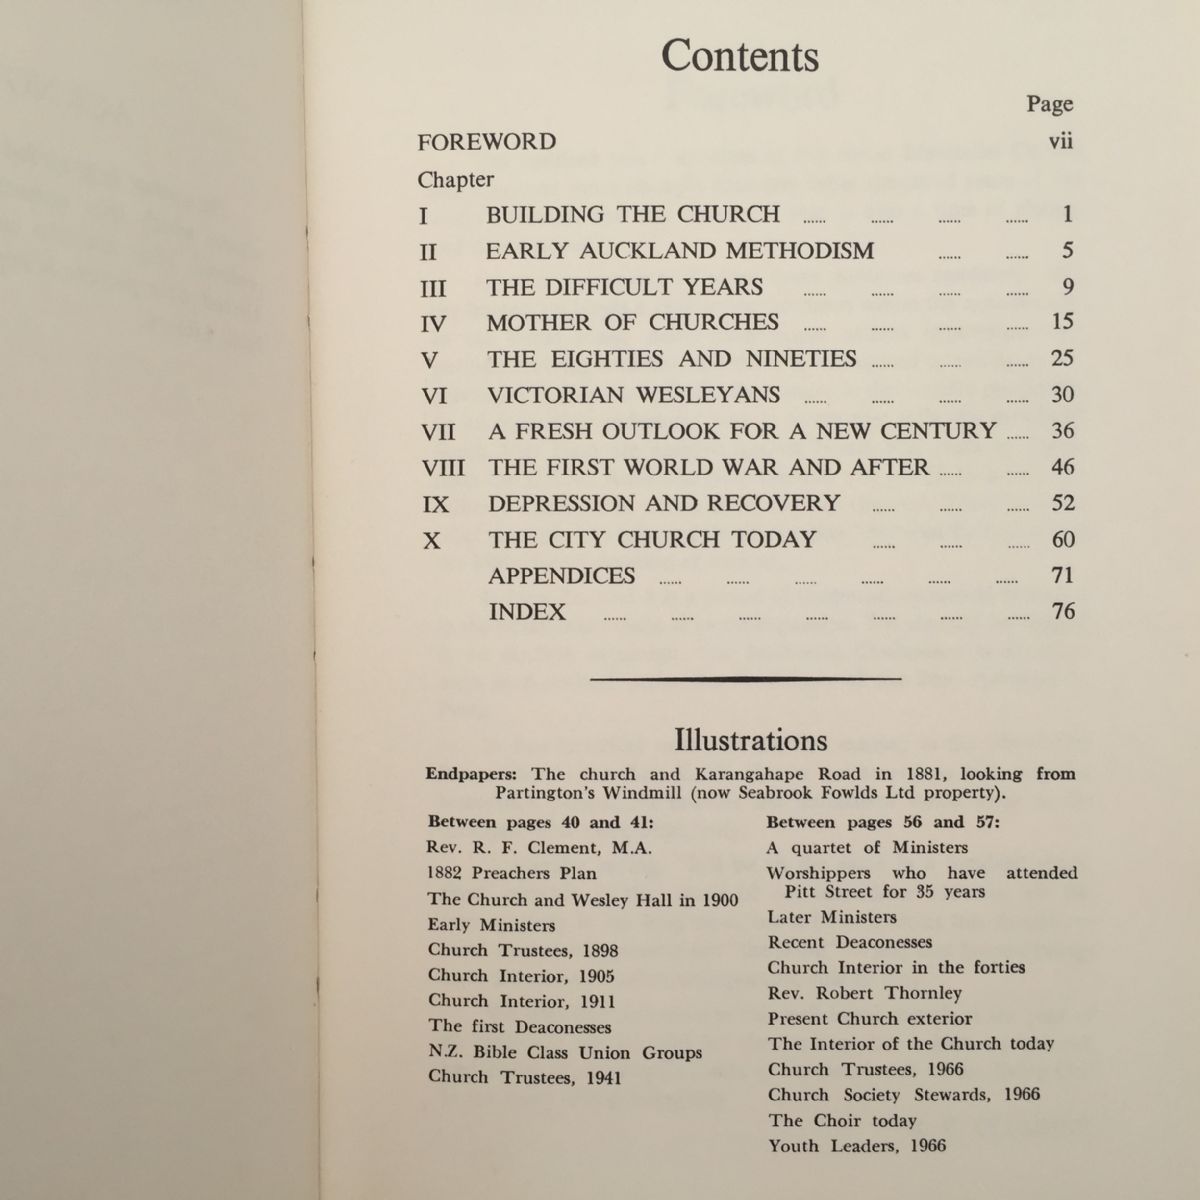 Contents
Page
FOREWORD vii
Chapter
I BUILDING THE CHURCH ...... ...... ...... ...... 1
II EARLY AUCKLAND METHODISM ...... ...... 5
III THE DIFFICULT YEARS ...... ...... ...... ...... 9
IV MOTHER OF CHURCHES ...... ...... ...... ...... 15
V THE EIGHTIES AND NINETIES ...... ...... ...... 25
VI VICTORIAN WESLEYANS ...... ...... ...... ...... 30
VII A FRESH OUTLOOK FOR A NEW CENTURY ...... 36
VIII THE FIRST WORLD WAR AND AFTER ...... ...... 46
IX DEPRESSION AND RECOVERY ...... ...... ...... 52
X THE CITY CHURCH TODAY ...... ...... ...... 60
APPENDICES ...... ...... ...... ...... ...... ...... 71
INDEX ...... ...... ...... ...... ...... ...... ...... 76
Illustrations
Endpapers: The church and Karangahape Road in 1881, looking from
Partington's Windmill (now Seabrook Fowlds Ltd property).
Between pages 40 and 41:
Rev. R. F. Clement, M.A.
1882 Preachers Plan
The Church and Wesley Hall in 1900
Early Ministers
Church Trustees, 1898
Church Interior, 1905
Church Interior, 1911
The first Deaconesses
N.Z. Bible Class Union Groups
Church Trustees, 1941
Between pages 56 and 57:
A quartet of Ministers
Worshippers who have attended
Pitt Street for 35 years
Later Ministers
Recent Deaconesses
Church Interior in the forties
Rev. Robert Thornley
Present Church exterior
The Interior of the Church today
Church Trustees, 1966
Church Society Stewards, 1966
The Choir today
Youth Leaders, 1966